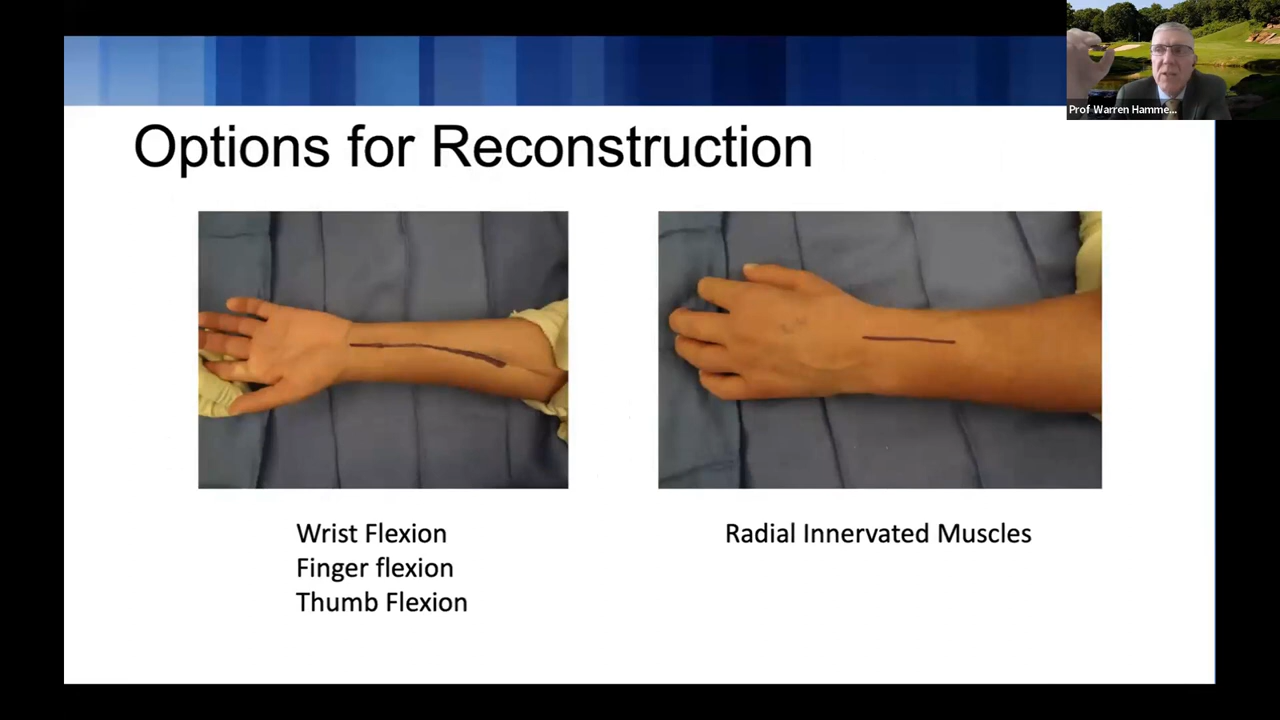 Prof Warren Hamme...
Options for Reconstruction
Wrist Flexion
Finger flexion
Thumb Flexion
Radial Innervated Muscles